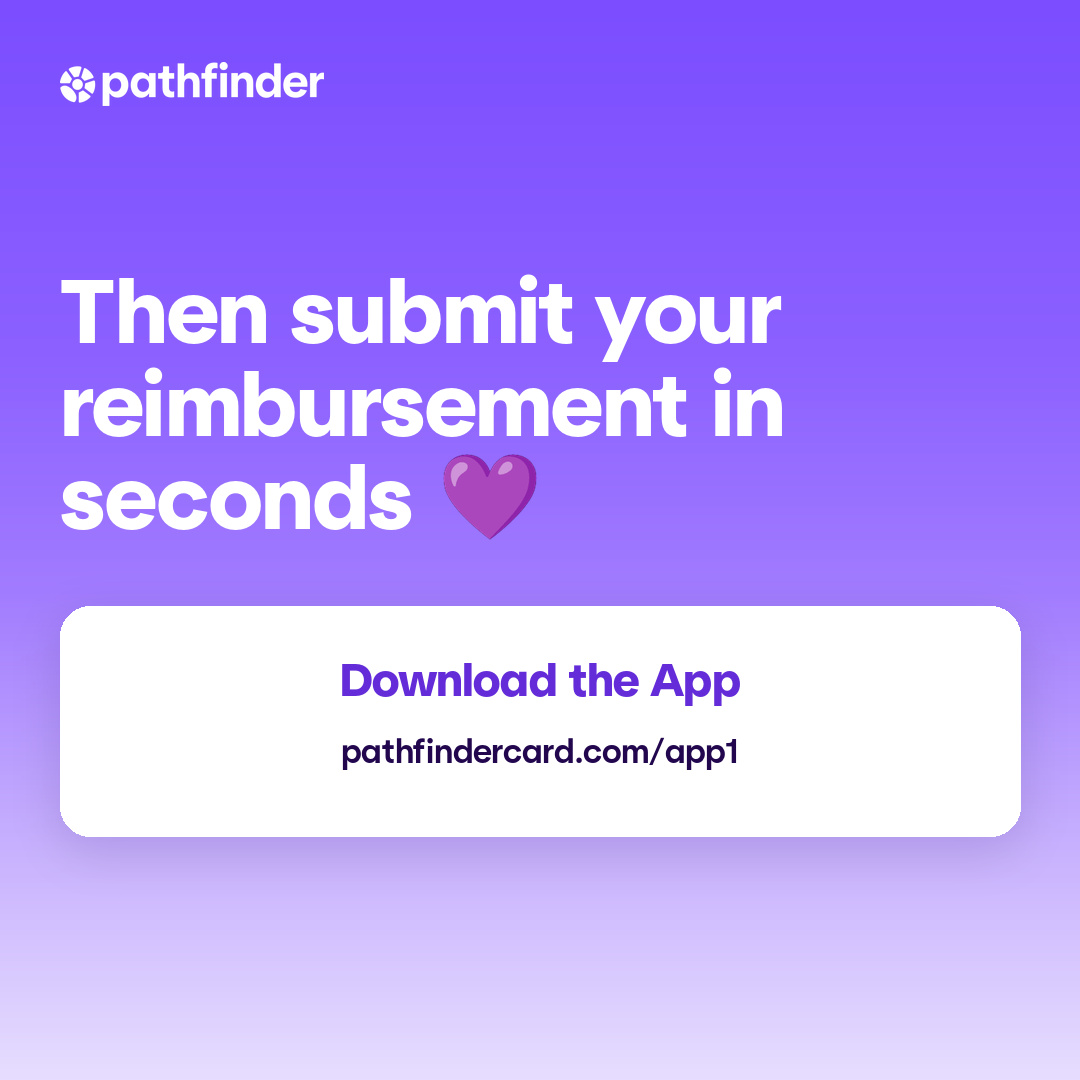 pathfinder
Then submit your
reimbursement in
seconds 💜
Download the App
pathfindercard.com/app1